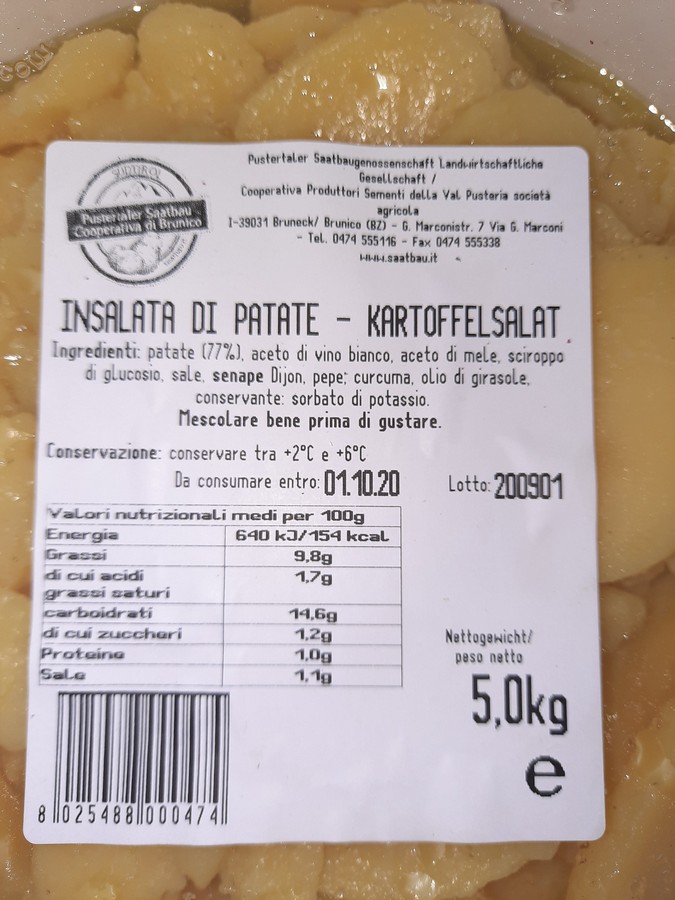 SÜDTIROL
Pustertaler Saatbau
Cooperativa di Brunico
Pustertaler Saatbaugenossenschaft Landwirtschaftliche
Gesellschaft /
Cooperativa Produttori Sementi della Val Pusteria società
agricola
I-39031 Bruneck/ Brunico (BZ) - G. Marconistr. 7 Via G. Marconi
- Tel. 0474 555116 - Fax 0474 555338
www.saatbau.it -
INSALATA DI PATATE - KARTOFFELSALAT
Ingredienti: patate (77%), aceto di vino bianco, aceto di mele, sciroppo
di glucosio, sale, senape Dijon, pepe; curcuma, olio di girasole,
conservante: sorbato di potassio.
Mescolare bene prima di gustare.
Conservazione: conservare tra +2°C e +6°C
Da consumare entro: 01.10.20 Lotto: 200901
Valori nutrizionali medi per 100g
Energia 640 kJ/154 kcal
Grassi 9,8g
di cui acidi 1,7g
grassi saturi
carboidrati 14,6g
di cui zuccheri 1,2g
Proteine 1,0g
Sale 1,1g
Nettogewicht/
peso netto
5,0kg
e
8 025488 000474